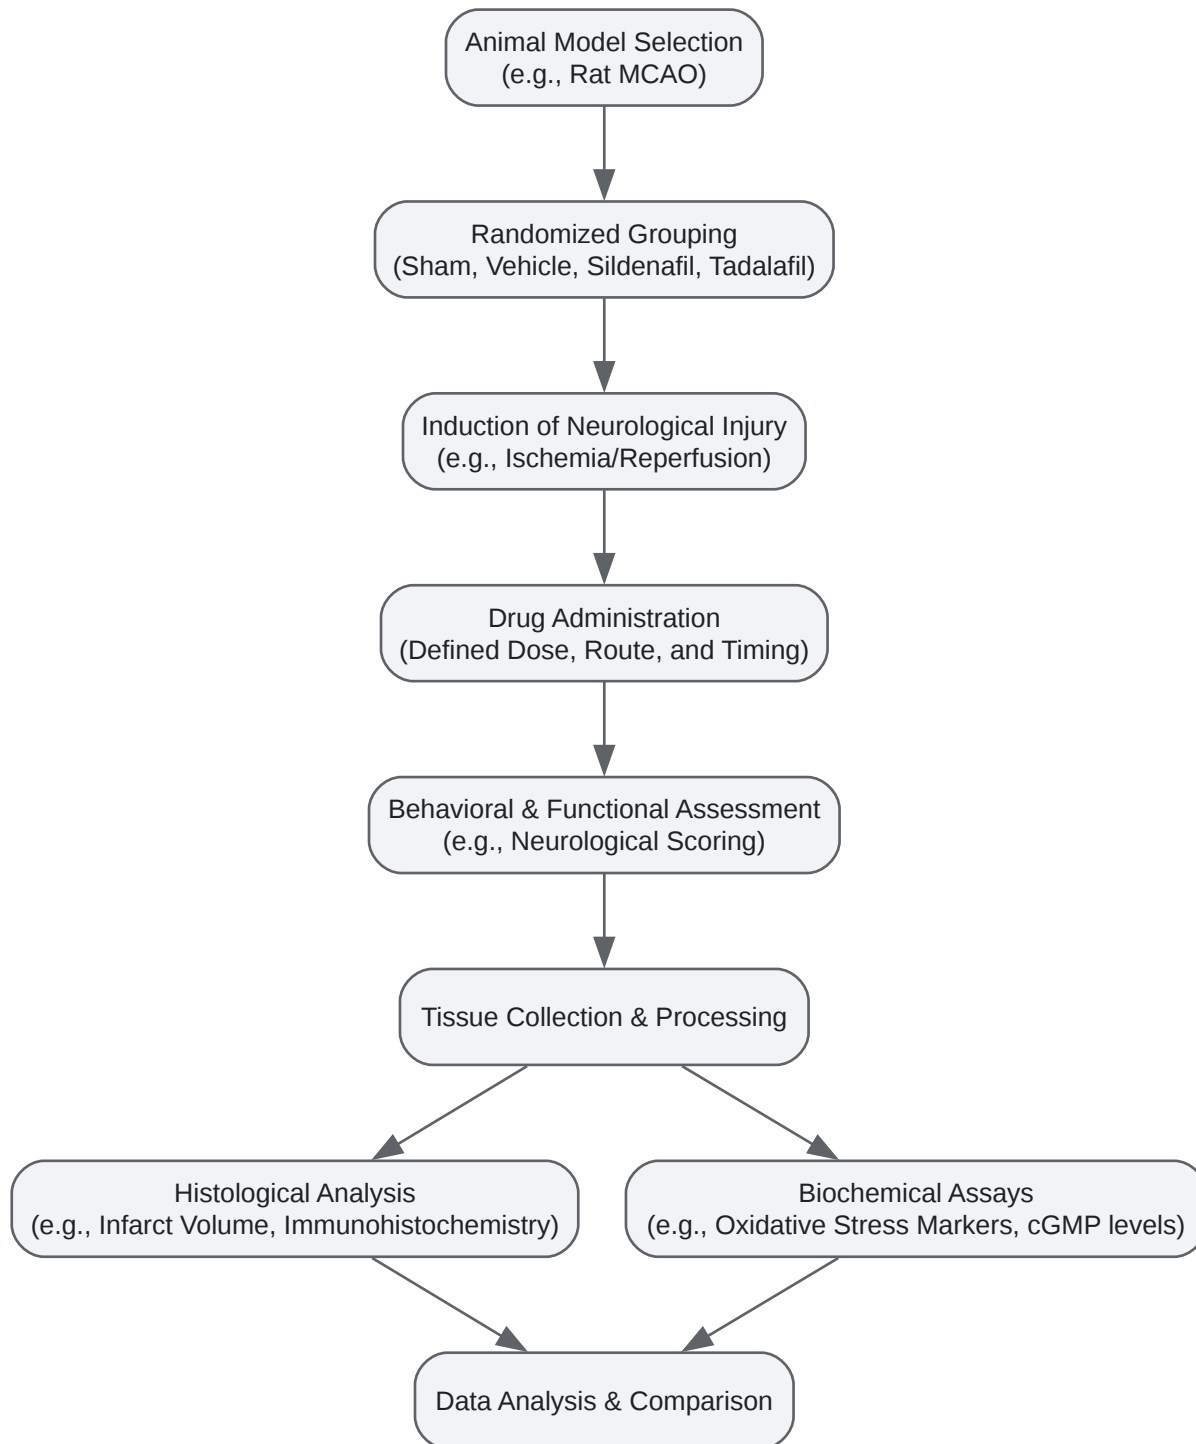 Animal Model Selection
(e.g., Rat MCAO)
Randomized Grouping
(Sham, Vehicle, Sildenafil, Tadalafil)
Induction of Neurological Injury
(e.g., Ischemia/Reperfusion)
Drug Administration
(Defined Dose, Route, and Timing)
Behavioral & Functional Assessment
(e.g., Neurological Scoring)
Tissue Collection & Processing
Histological Analysis
(e.g., Infarct Volume, Immunohistochemistry)
Biochemical Assays
(e.g., Oxidative Stress Markers, cGMP levels)
Data Analysis & Comparison